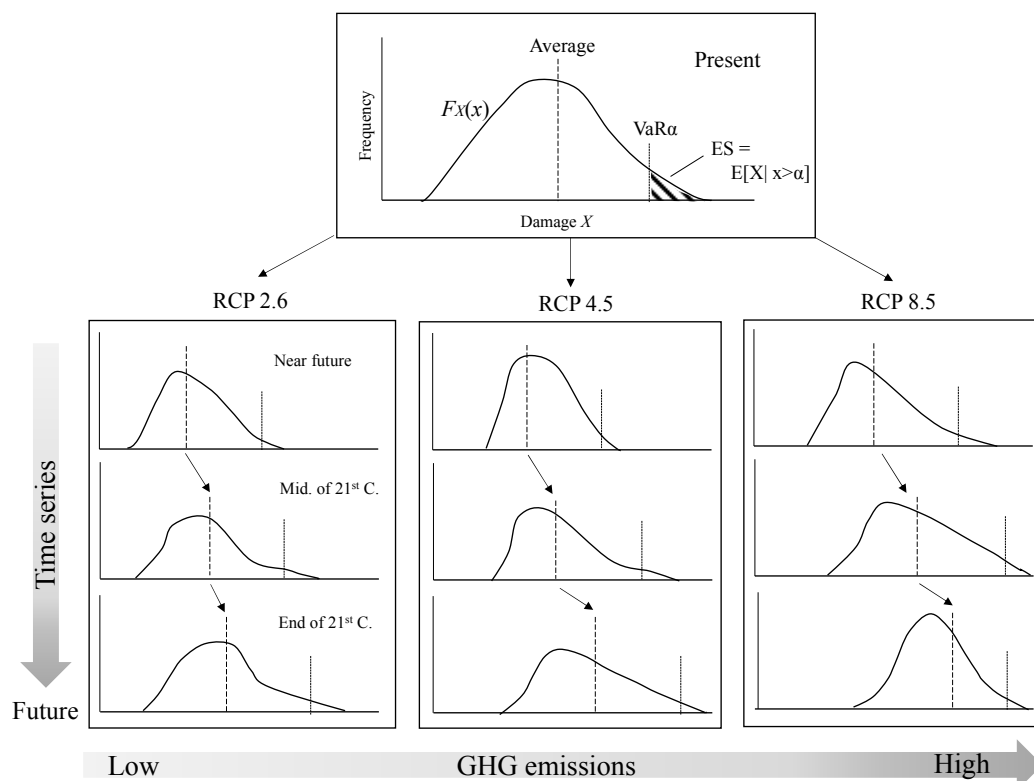 Average
Present
Frequency
FX(x)
VaRα
ES =
E[X| x>α]
Damage X
RCP 2.6
RCP 4.5
RCP 8.5
Near future
Mid. of 21st C.
End of 21st C.
Time series
Future
Low
GHG emissions
High